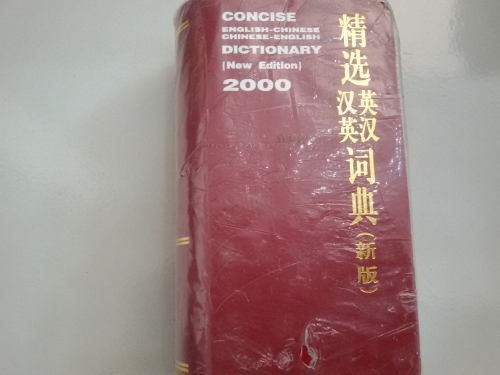 CONCISE
ENGLISH-CHINESE
CHINESE-ENGLISH
DICTIONARY
[New Edition]
2000
精选
英汉
汉英
词典
(新版)